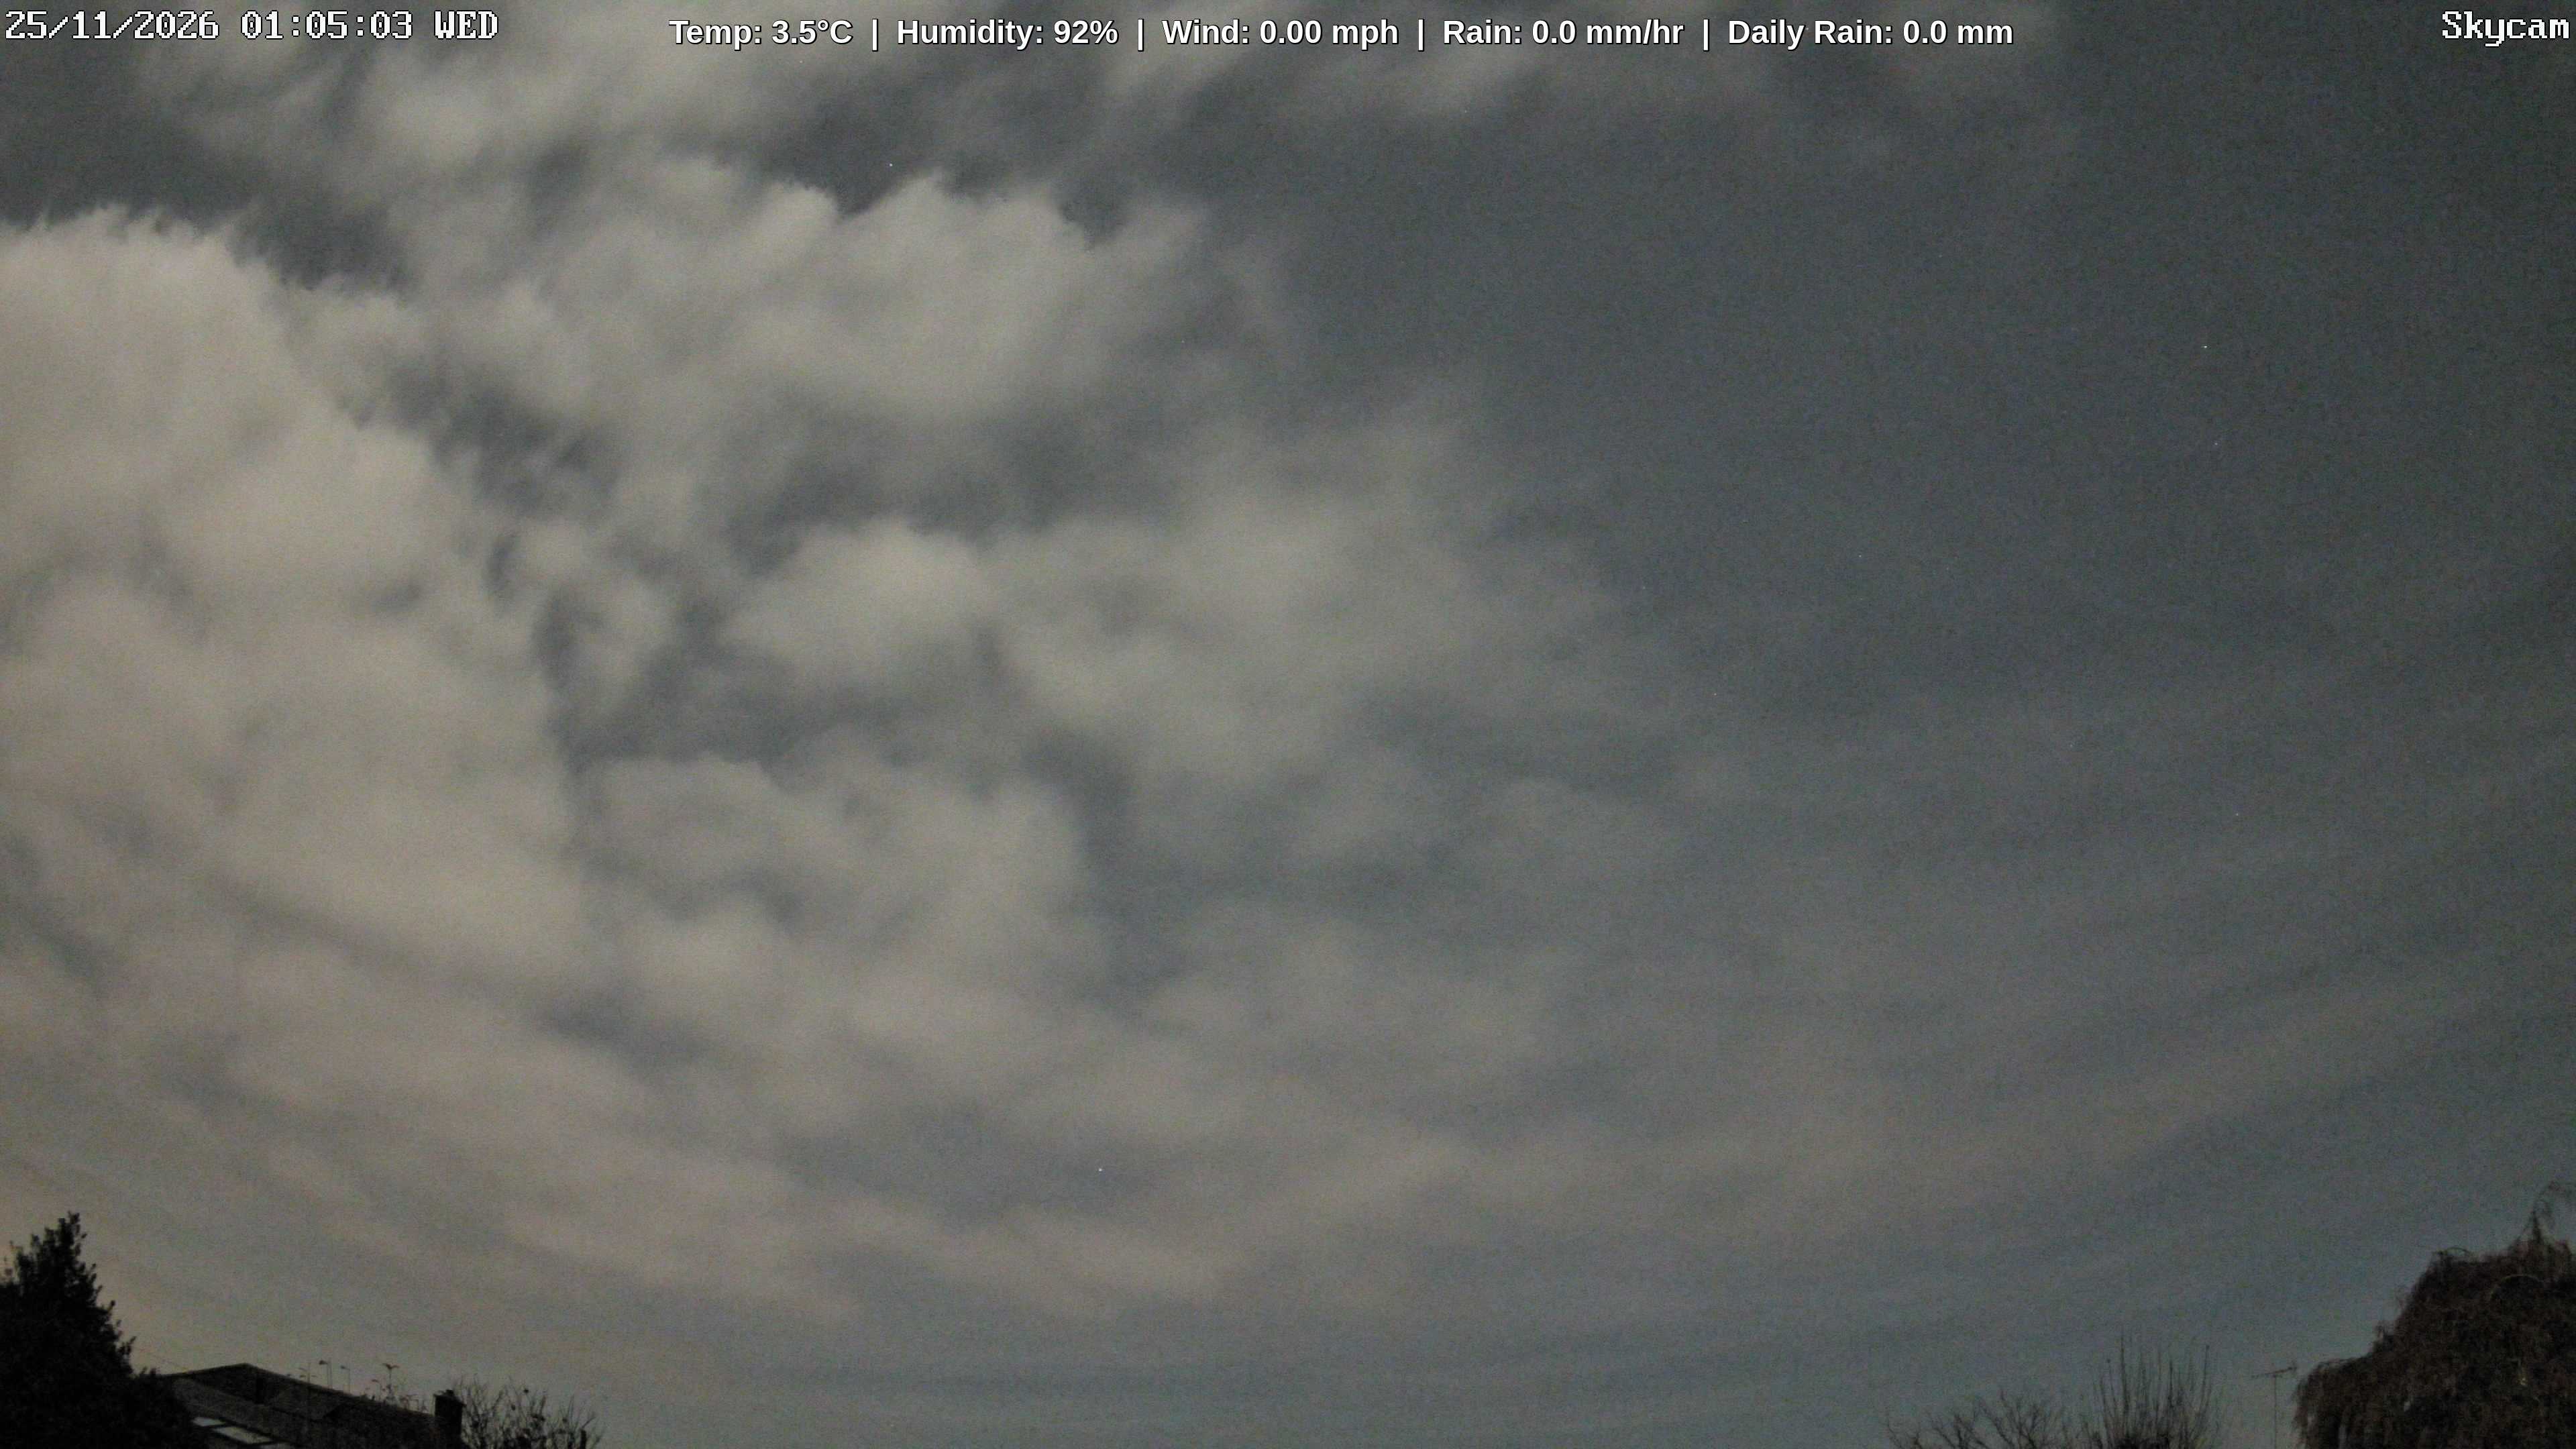 25/11/2026 01:05:03 WED
Temp: 3.5°C | Humidity: 92% | Wind: 0.00 mph | Rain: 0.0 mm/hr | Daily Rain: 0.0 mm
Skycam